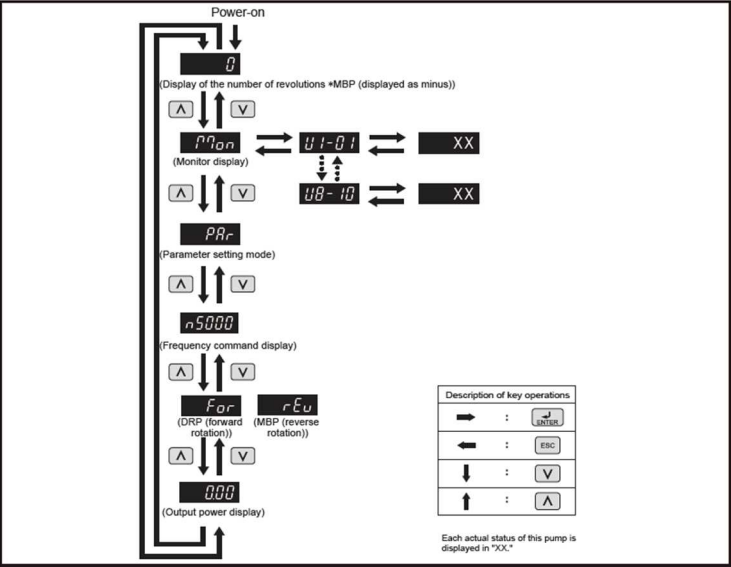 Power-on
0
(Display of the number of revolutions *MBP (displayed as minus))
∧ ∨
Mon U1-01 XX
(Monitor display)
∧ ∨ U8-10 XX
PAr
(Parameter setting mode)
∧ ∨
n5000
(Frequency command display)
∧ ∨
For rEv
(DRP (forward
rotation))
(MBP (reverse
rotation))
∧ ∨
0.00
(Output power display)
Description of key operations
: ENTER
: ESC
: ∨
: ∧
Each actual status of this pump is
displayed in "XX."